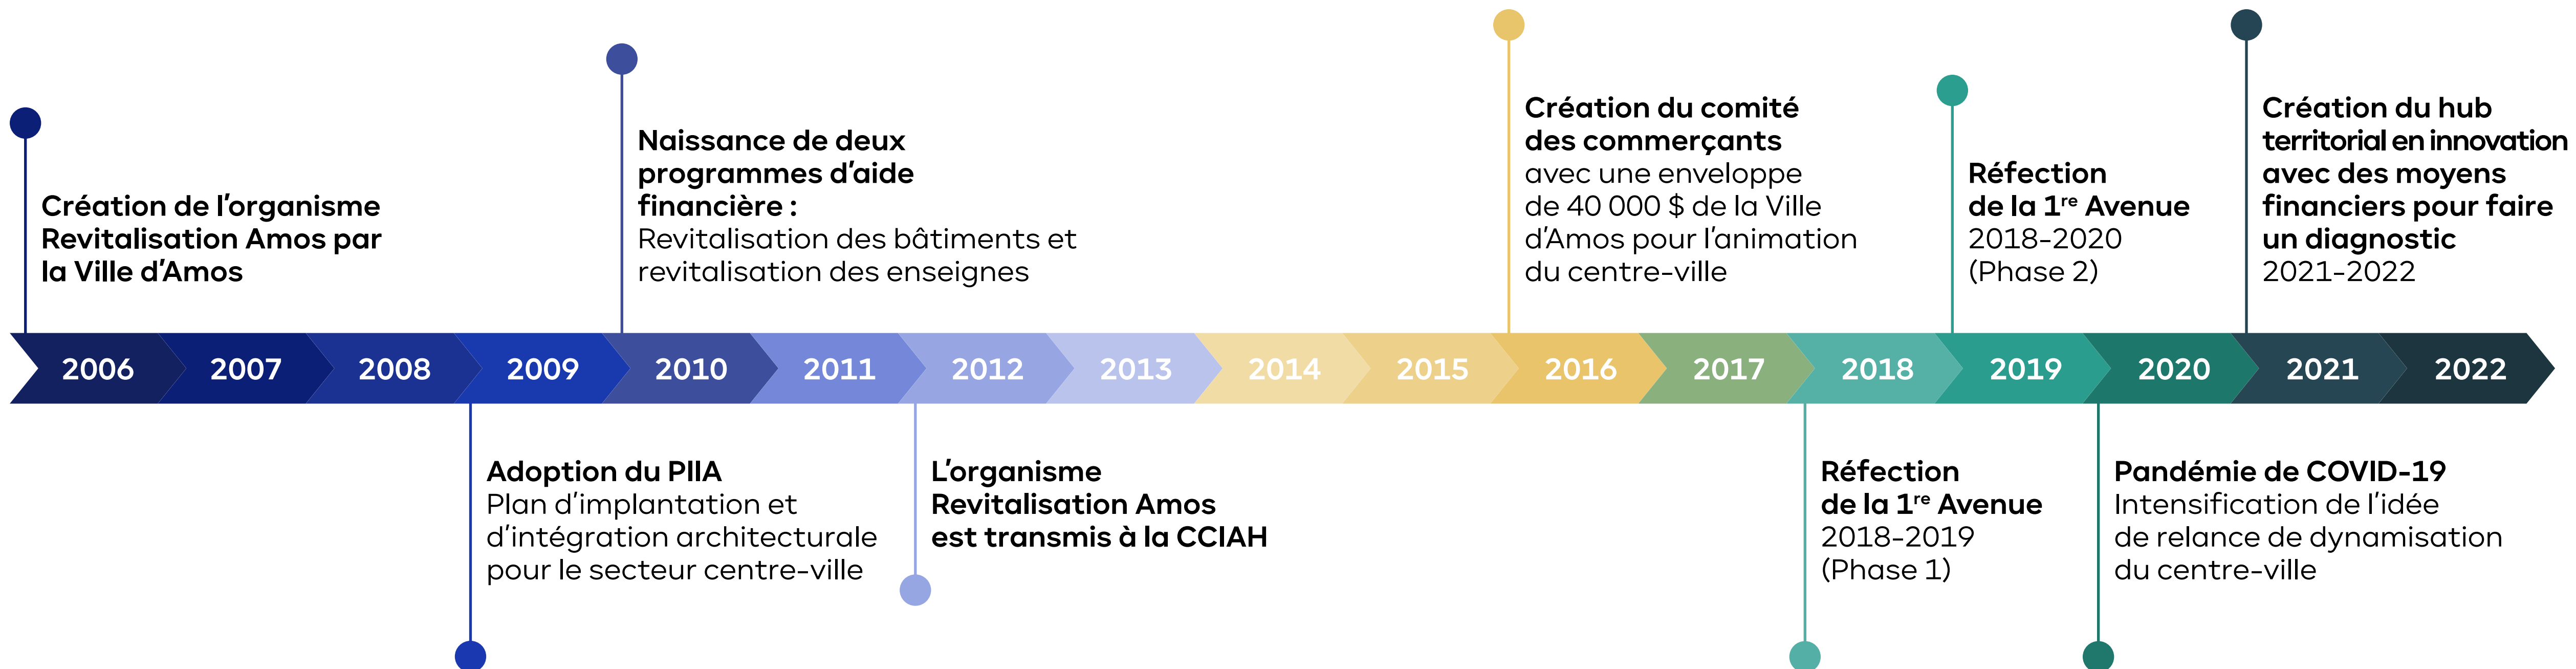 Création de l'organisme
Revitalisation Amos par
la Ville d'Amos
Naissance de deux
programmes d'aide
financière :
Revitalisation des bâtiments et
revitalisation des enseignes
Création du comité
des commerçants
avec une enveloppe
de 40 000 $ de la Ville
d'Amos pour l'animation
du centre-ville
Réfection
de la 1re Avenue
2018-2020
(Phase 2)
Création du hub
territorial en innovation
avec des moyens
financiers pour faire
un diagnostic
2021-2022
2006 2007 2008 2009 2010 2011 2012 2013 2014 2015 2016 2017 2018 2019 2020 2021 2022
Adoption du PIIA
Plan d'implantation et
d'intégration architecturale
pour le secteur centre-ville
L'organisme
Revitalisation Amos
est transmis à la CCIAH
Réfection
de la 1re Avenue
2018-2019
(Phase 1)
Pandémie de COVID-19
Intensification de l'idée
de relance de dynamisation
du centre-ville